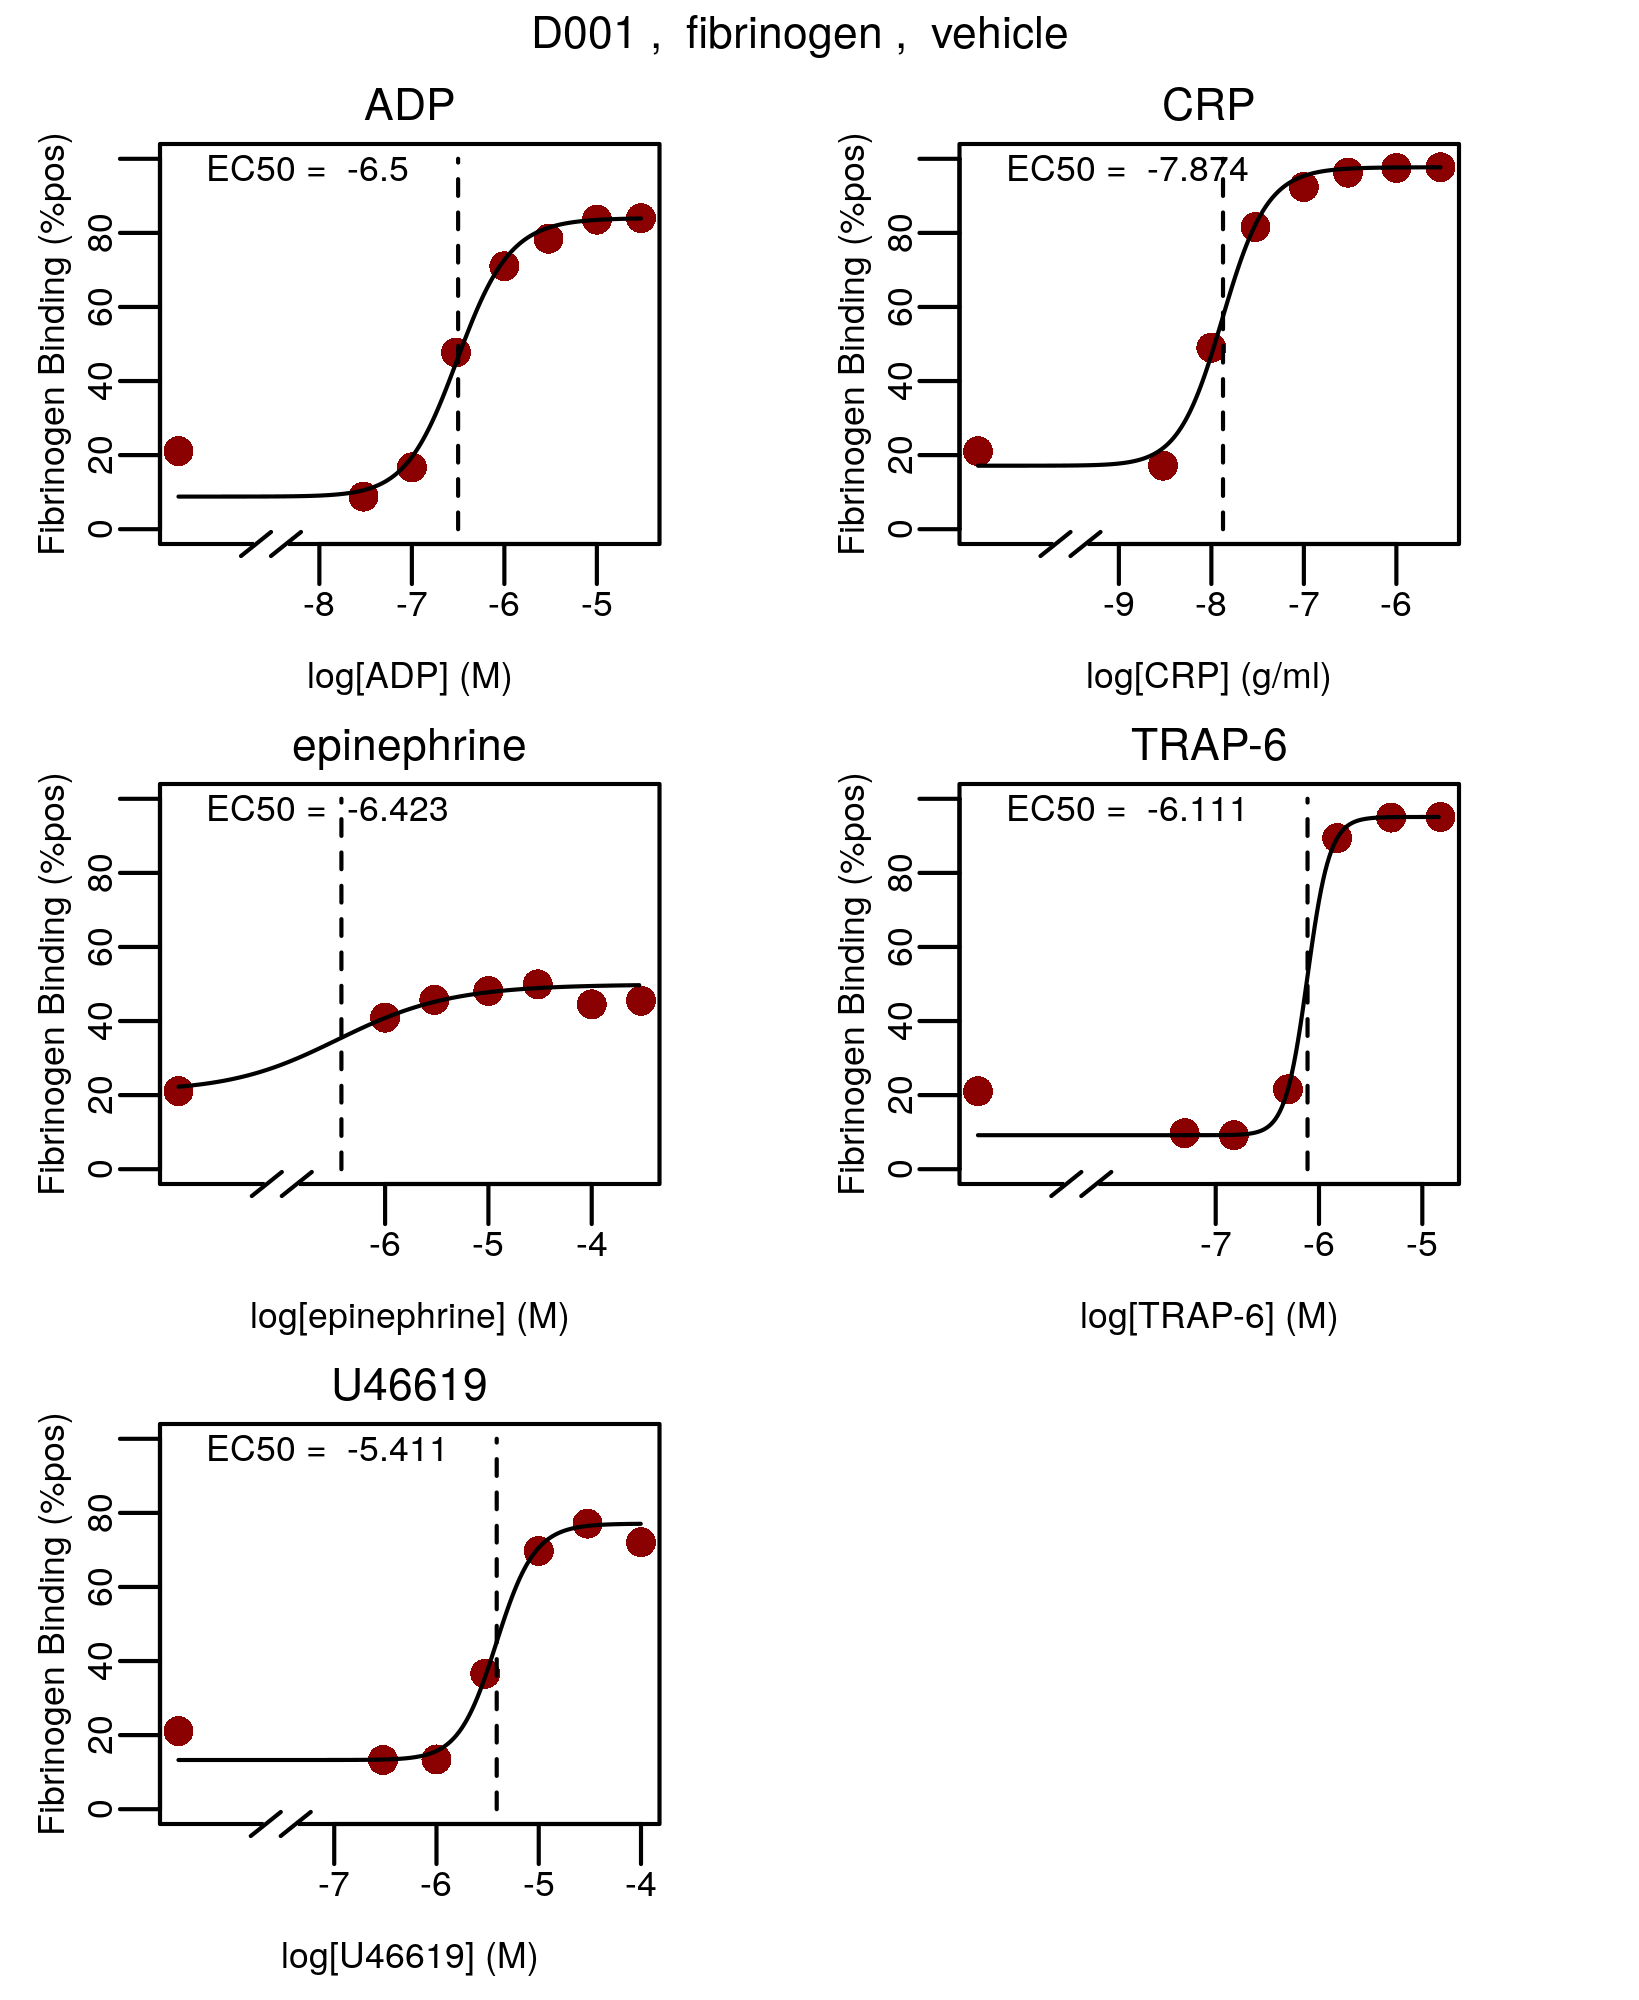 D001 , fibrinogen , vehicle
ADP
EC50 = -6.5
Fibrinogen Binding (%pos)
0 20 40 60 80
-8 -7 -6 -5
log[ADP] (M)
CRP
EC50 = -7.874
Fibrinogen Binding (%pos)
0 20 40 60 80
-9 -8 -7 -6
log[CRP] (g/ml)
epinephrine
EC50 = -6.423
Fibrinogen Binding (%pos)
0 20 40 60 80
-6 -5 -4
log[epinephrine] (M)
TRAP-6
EC50 = -6.111
Fibrinogen Binding (%pos)
0 20 40 60 80
-7 -6 -5
log[TRAP-6] (M)
U46619
EC50 = -5.411
Fibrinogen Binding (%pos)
0 20 40 60 80
-7 -6 -5 -4
log[U46619] (M)